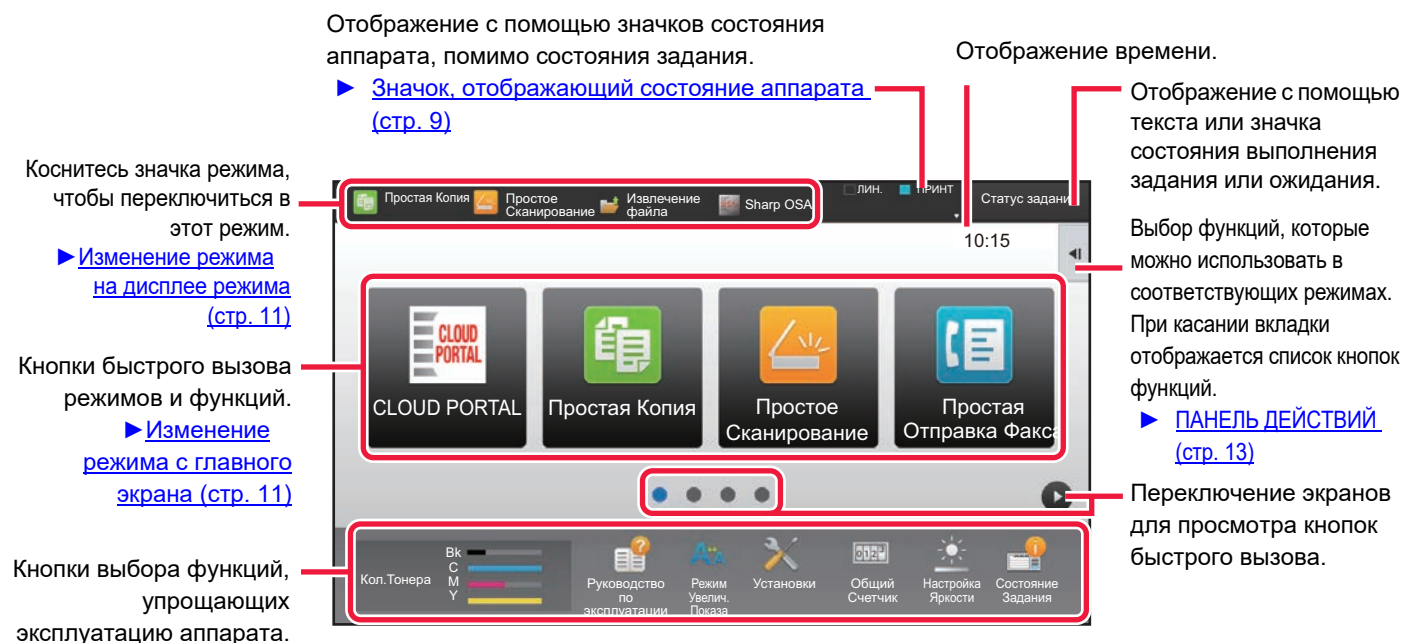 Отображение с помощью значков состояния
аппарата, помимо состояния задания.
► Значок, отображающий состояние аппарата
(стр. 9)
Отображение времени.
Отображение с помощью
текста или значка
состояния выполнения
задания или ожидания.
Коснитесь значка режима,
чтобы переключиться в
этот режим.
►Изменение режима
на дисплее режима
(стр. 11)
Простая Копия
Простое
Сканирование
Извлечение
файла
Sharp OSA
ЛИН.
ПРИНТ
Статус задания
10:15
Выбор функций, которые
можно использовать в
соответствующих режимах.
При касании вкладки
отображается список кнопок
функций.
► ПАНЕЛЬ ДЕЙСТВИЙ
(стр. 13)
Кнопки быстрого вызова
режимов и функций.
►Изменение
режима с главного
экрана (стр. 11)
CLOUD
PORTAL
CLOUD PORTAL
Простая Копия
Простое
Сканирование
Простая
Отправка Факса
Переключение экранов
для просмотра кнопок
быстрого вызова.
Кнопки выбора функций,
упрощающих
эксплуатацию аппарата.
Кол.Тонера
Bk
C
M
Y
Руководство
по
эксплуатации
Режим
Увелич.
Показа
Установки
Общий
Счетчик
Настройка
Яркости
Состояние
Задания